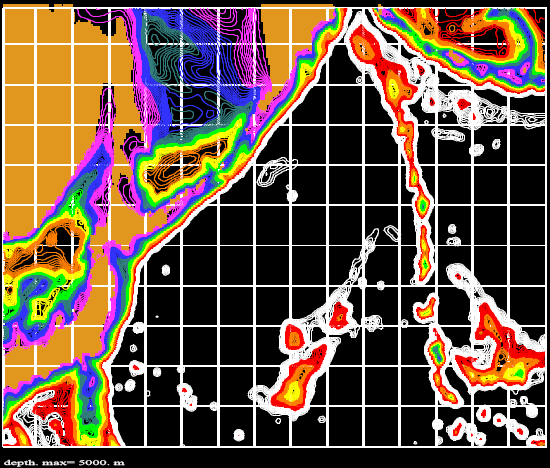 depth. max= 5000. m